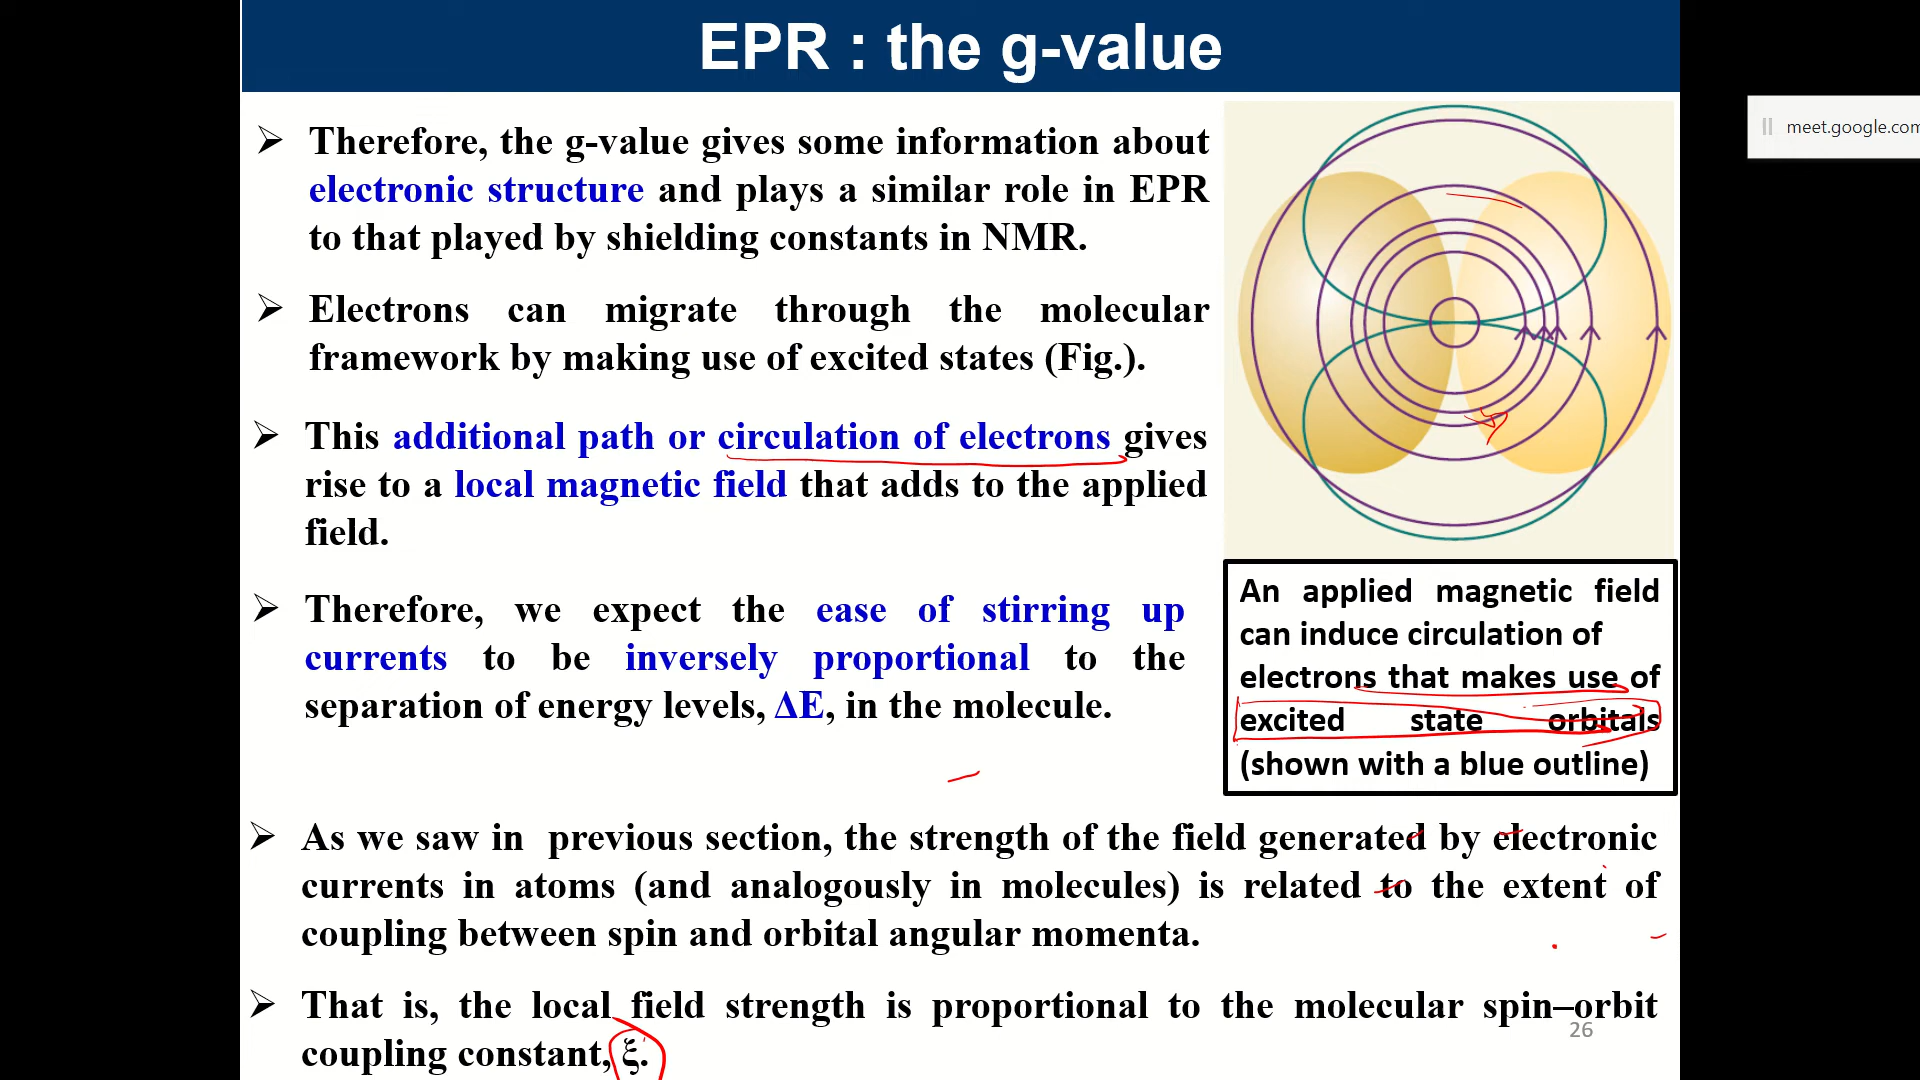 EPR : the g-value
➢ Therefore, the g-value gives some information about
electronic structure and plays a similar role in EPR
to that played by shielding constants in NMR.
➢ Electrons can migrate through the molecular
framework by making use of excited states (Fig.).
➢ This additional path or circulation of electrons gives
rise to a local magnetic field that adds to the applied
field.
➢ Therefore, we expect the ease of stirring up
currents to be inversely proportional to the
separation of energy levels, ΔE, in the molecule.
An applied magnetic field
can induce circulation of
electrons that makes use of
excited state orbitals
(shown with a blue outline)
➢ As we saw in previous section, the strength of the field generated by electronic
currents in atoms (and analogously in molecules) is related to the extent of
coupling between spin and orbital angular momenta.
➢ That is, the local field strength is proportional to the molecular spin–orbit
coupling constant, ξ.
26
meet.google.com